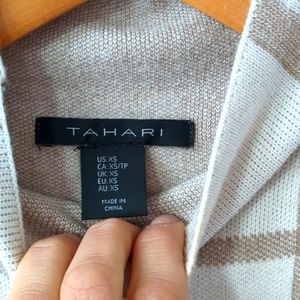 TAHARI
US: XS
CA: XS/TP
UK: XS
EU: XS
AU: XS
MADE IN
CHINA